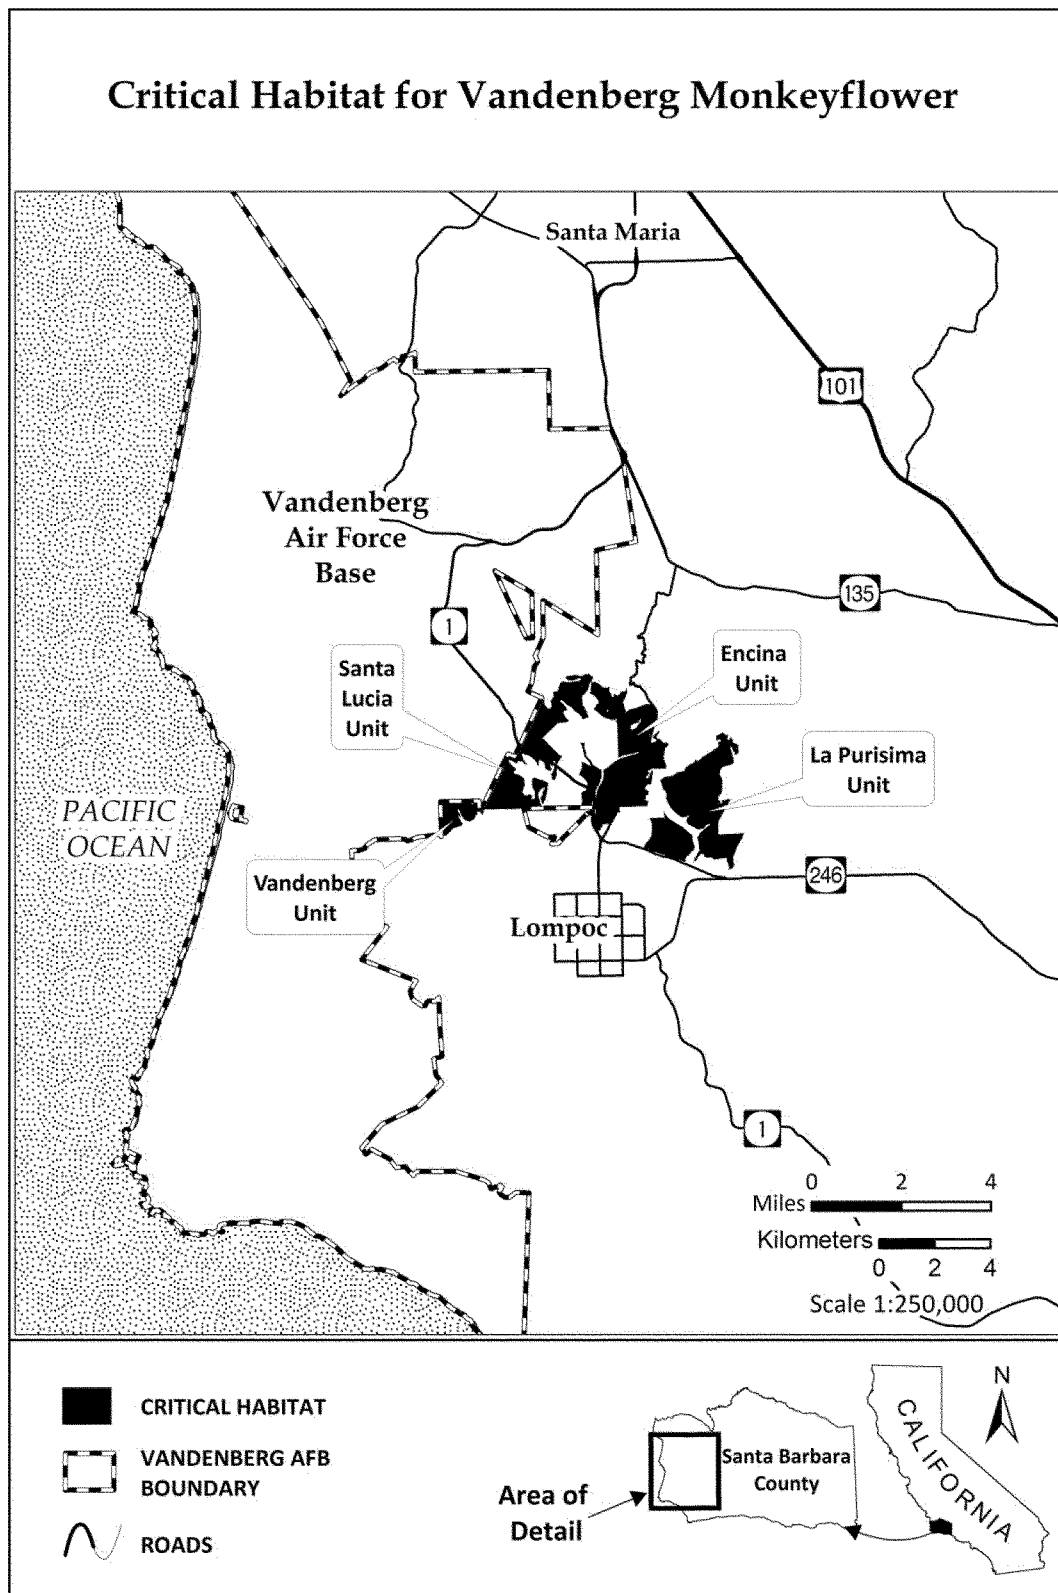 Critical Habitat for Vandenberg Monkeyflower
Santa Maria
101
Vandenberg
Air Force
Base
135
1
Encina
Unit
Santa
Lucia
Unit
La Purisima
Unit
PACIFIC
OCEAN
Vandenberg
Unit
246
Lompoc
1
0 2 4
Miles
Kilometers
0 2 4
Scale 1:250,000
CRITICAL HABITAT
VANDENBERG AFB
BOUNDARY
ROADS
Area of
Detail
Santa Barbara
County
CALIFORNIA
N